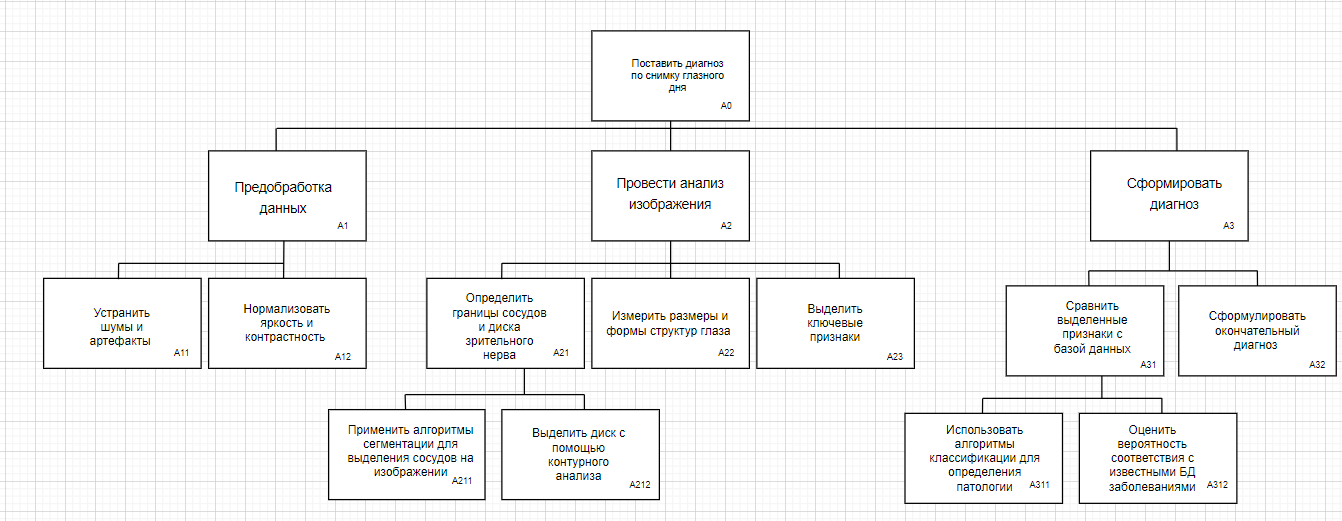 Поставить диагноз
по снимку глазного
дня
A0
Предобработка
данных
A1
Провести анализ
изображения
A2
Сформировать
диагноз
A3
Устранить
шумы и
артефакты
A11
Нормализовать
яркость и
контрастность
A12
Определить
границы сосудов
и диска
зрительного
нерва
A21
Измерить размеры и
формы структур глаза
A22
Выделить
ключевые
признаки
A23
Сравнить
выделенные
признаки с
базой данных
A31
Сформулировать
окончательный
диагноз
A32
Применить алгоритмы
сегментации для
выделения сосудов на
изображении
A211
Выделить диск с
помощью
контурного
анализа
A212
Использовать
алгоритмы
классификации для
определения
патологии
A311
Оценить
вероятность
соответствия с
известными БД
заболеваниями
A312